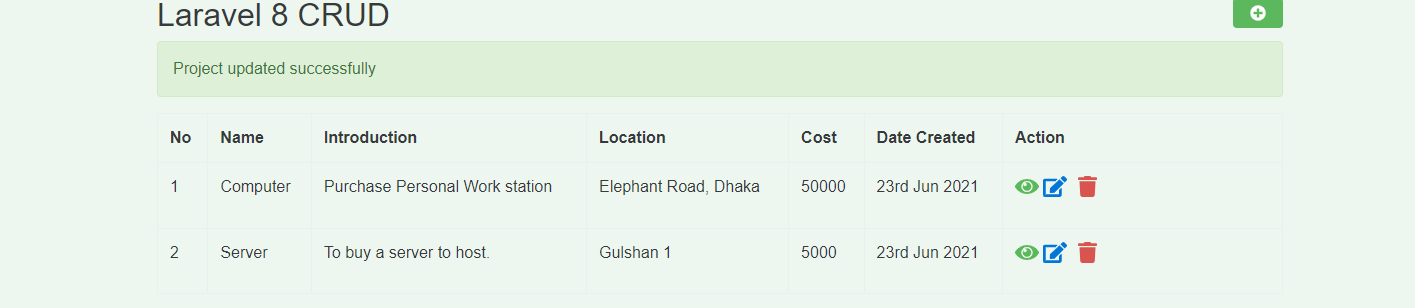 Laravel 8 CRUD
Project updated successfully
No Name Introduction Location Cost Date Created Action
1 Computer Purchase Personal Work station Elephant Road, Dhaka 50000 23rd Jun 2021
2 Server To buy a server to host. Gulshan 1 5000 23rd Jun 2021